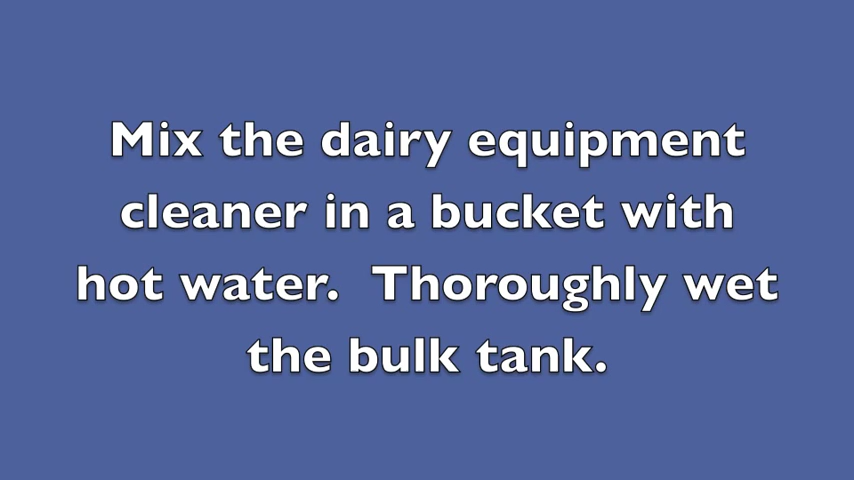 Mix the dairy equipment
cleaner in a bucket with
hot water.  Thoroughly wet
the bulk tank.